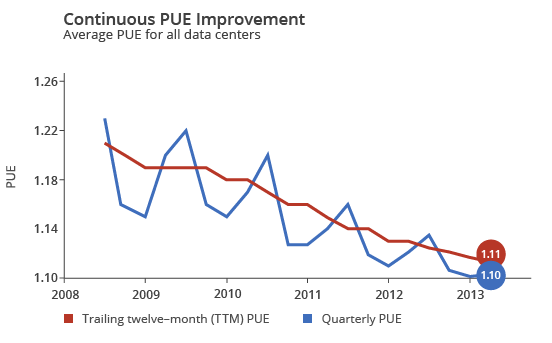 Continuous PUE Improvement
Average PUE for all data centers
PUE
1.26
1.22
1.18
1.14
1.10
1.11
1.10
2008 2009 2010 2011 2012 2013
Trailing twelve–month (TTM) PUE Quarterly PUE